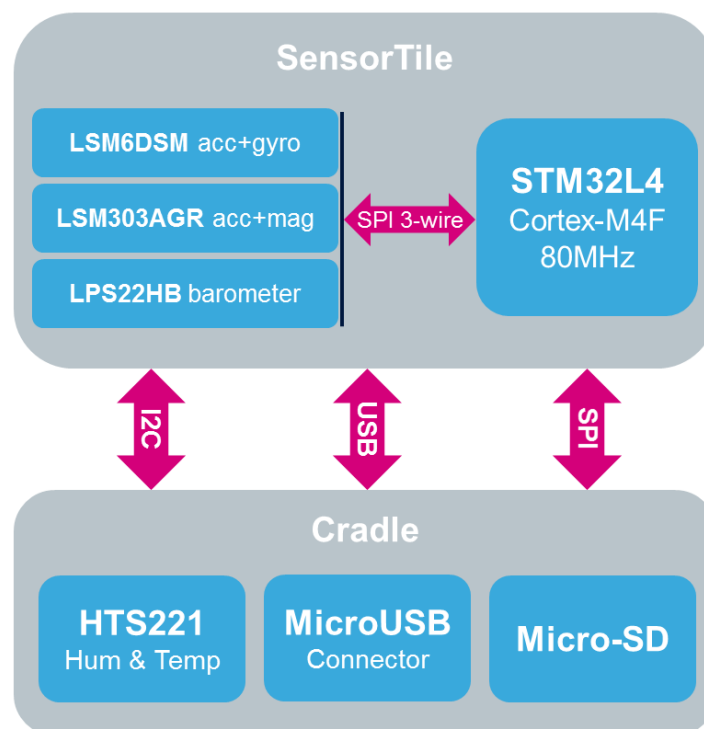 SensorTile
LSM6DSM acc+gyro
LSM303AGR acc+mag
LPS22HB barometer
SPI 3-wire
STM32L4
Cortex-M4F
80MHz
I2C
USB
SPI
Cradle
HTS221
Hum & Temp
MicroUSB
Connector
Micro-SD